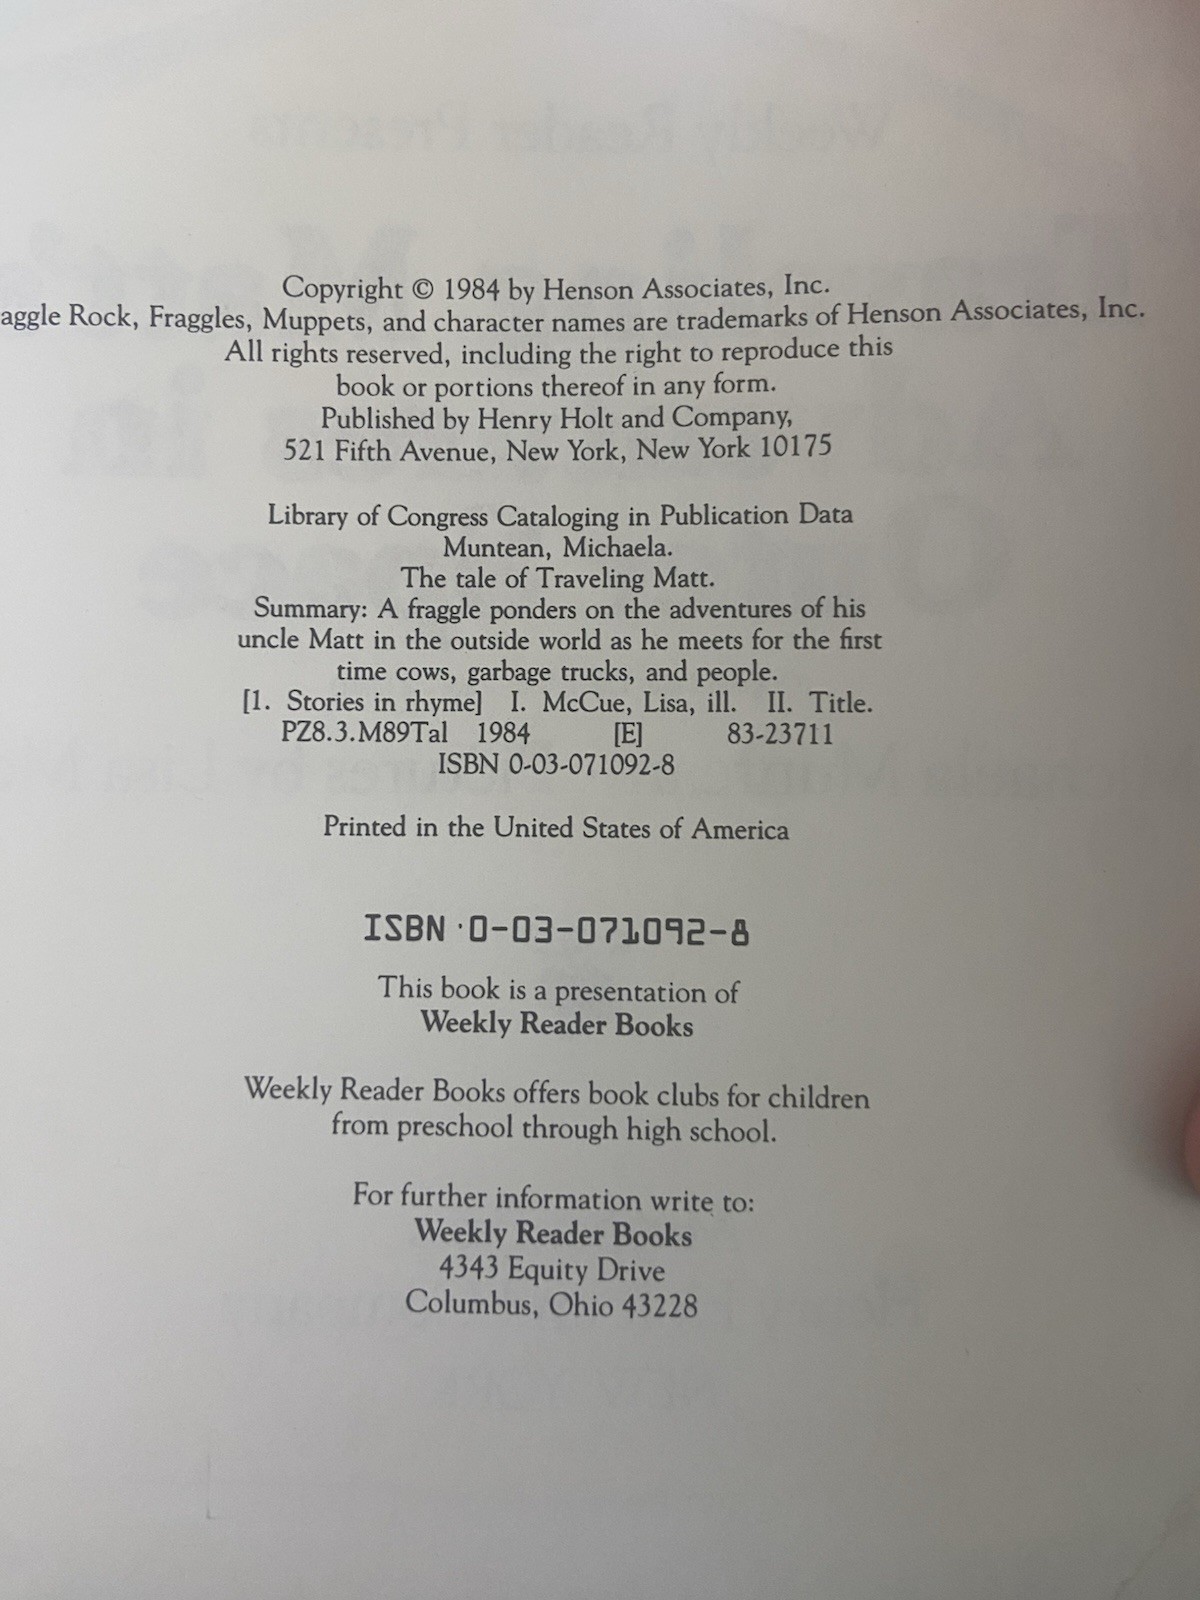 Copyright © 1984 by Henson Associates, Inc.
aggle Rock, Fraggles, Muppets, and character names are trademarks of Henson Associates, Inc.
All rights reserved, including the right to reproduce this
book or portions thereof in any form.
Published by Henry Holt and Company,
521 Fifth Avenue, New York, New York 10175
Library of Congress Cataloging in Publication Data
Muntean, Michaela.
The tale of Traveling Matt.
Summary: A fraggle ponders on the adventures of his
uncle Matt in the outside world as he meets for the first
time cows, garbage trucks, and people.
[1. Stories in rhyme] I. McCue, Lisa, ill. II. Title.
PZ8.3.M89Tal 1984 [E] 83-23711
ISBN 0-03-071092-8
Printed in the United States of America
ISBN 0-03-071092-8
This book is a presentation of
Weekly Reader Books
Weekly Reader Books offers book clubs for children
from preschool through high school.
For further information write to:
Weekly Reader Books
4343 Equity Drive
Columbus, Ohio 43228